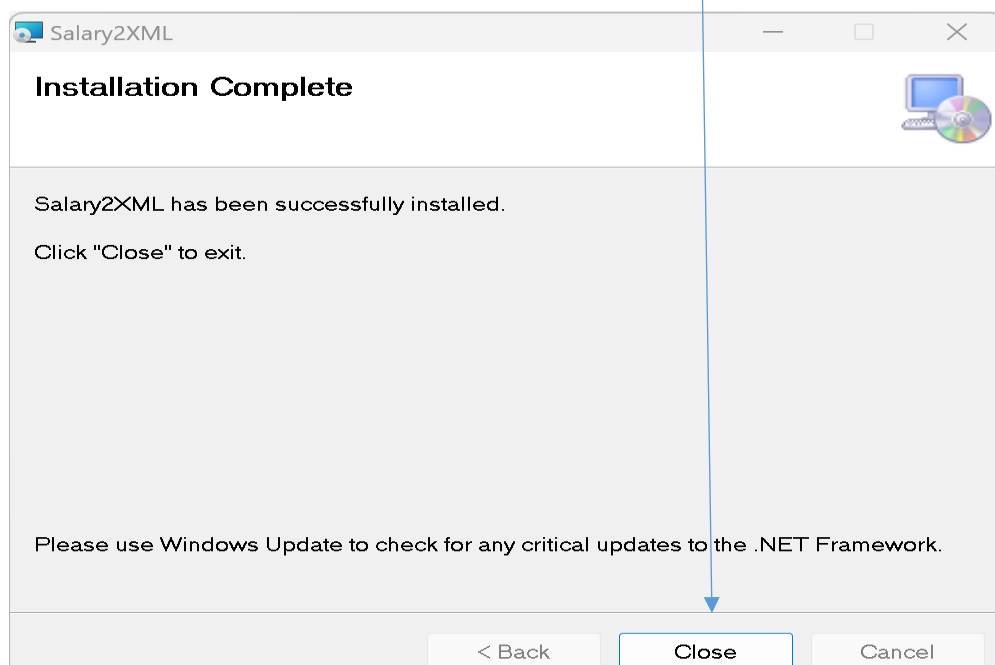 Salary2XML
Installation Complete
Salary2XML has been successfully installed.
Click "Close" to exit.
Please use Windows Update to check for any critical updates to the .NET Framework.
< Back
Close
Cancel